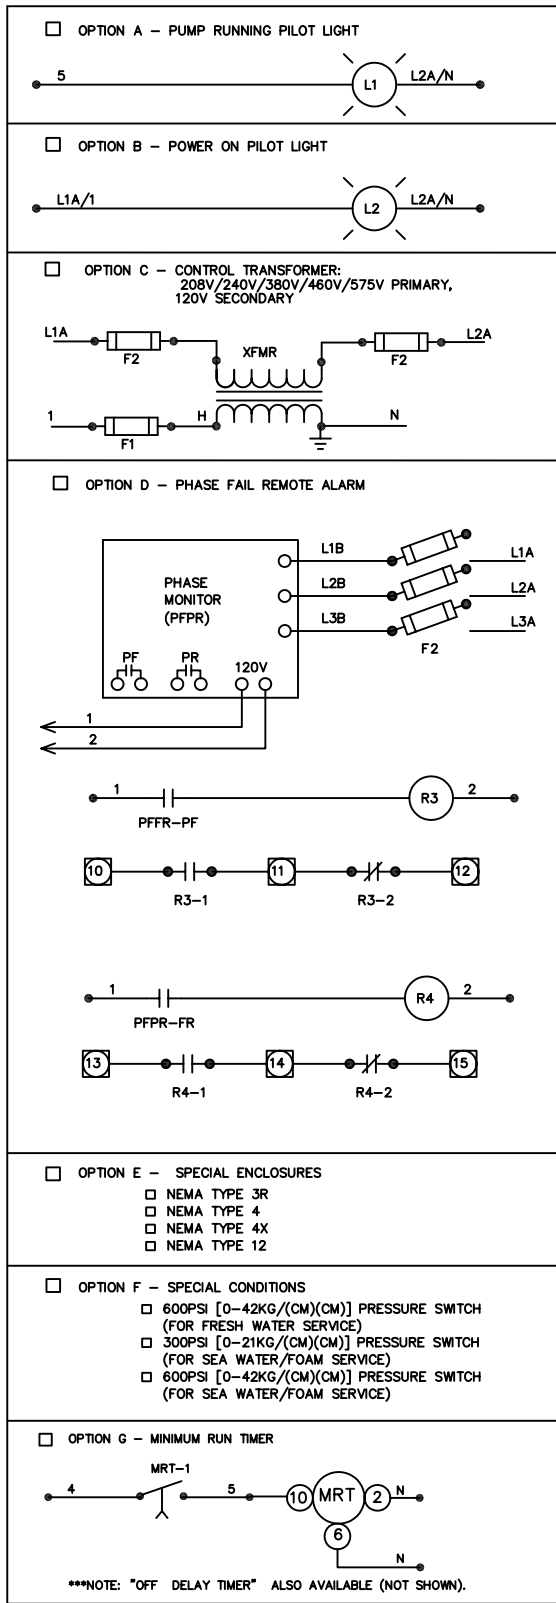 OPTION A – PUMP RUNNING PILOT LIGHT
5 L1 L2A/N
OPTION B – POWER ON PILOT LIGHT
L1A/1 L2 L2A/N
OPTION C – CONTROL TRANSFORMER:
208V/240V/380V/460V/575V PRIMARY,
120V SECONDARY
L1A F2 XFMR F2 L2A
1 F1 H N
OPTION D – PHASE FAIL REMOTE ALARM
L1B L1A
PHASE
MONITOR
(PFPR)
L2B L2A
L3B L3A
F2
PF PR 120V
1
2
1 R3 2
PFFR–PF
10 11 12
R3–1 R3–2
1 R4 2
PFPR–FR
13 14 15
R4–1 R4–2
OPTION E – SPECIAL ENCLOSURES
NEMA TYPE 3R
NEMA TYPE 4
NEMA TYPE 4X
NEMA TYPE 12
OPTION F – SPECIAL CONDITIONS
600PSI [0–42KG/(CM)(CM)] PRESSURE SWITCH
(FOR FRESH WATER SERVICE)
300PSI [0–21KG/(CM)(CM)] PRESSURE SWITCH
(FOR SEA WATER/FOAM SERVICE)
600PSI [0–42KG/(CM)(CM)] PRESSURE SWITCH
(FOR SEA WATER/FOAM SERVICE)
OPTION G – MINIMUM RUN TIMER
MRT–1
4 5 10 MRT 2 N
6
N
***NOTE: "OFF DELAY TIMER" ALSO AVAILABLE (NOT SHOWN).